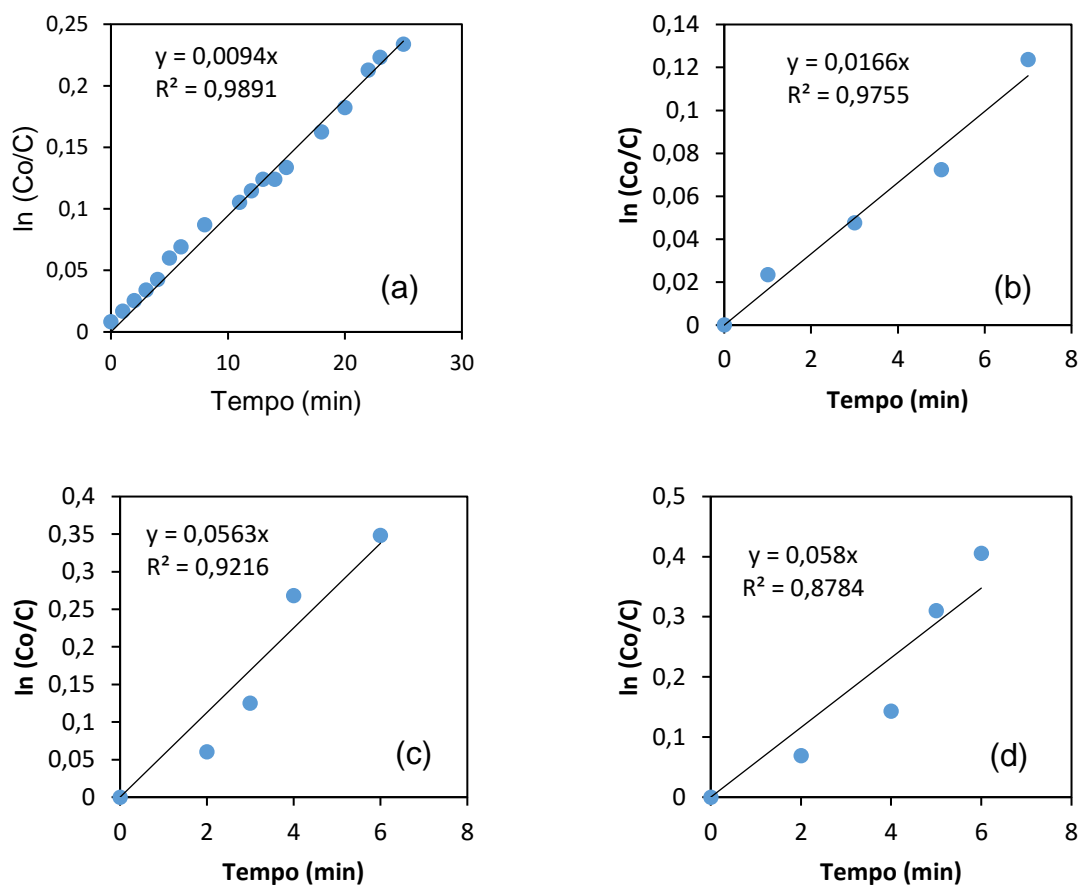 0,25
0,2
0,15
0,1
0,05
0
y = 0,0094x
R² = 0,9891
ln (Co/C)
(a)
0
10
20
30
Tempo (min)
0,14
0,12
0,1
0,08
0,06
0,04
0,02
0
y = 0,0166x
R² = 0,9755
ln (Co/C)
(b)
0
2
4
6
8
Tempo (min)
0,4
0,35
0,3
0,25
0,2
0,15
0,1
0,05
0
y = 0,0563x
R² = 0,9216
ln (Co/C)
(c)
0
2
4
6
8
Tempo (min)
0,5
0,4
0,3
0,2
0,1
0
y = 0,058x
R² = 0,8784
ln (Co/C)
(d)
0
2
4
6
8
Tempo (min)